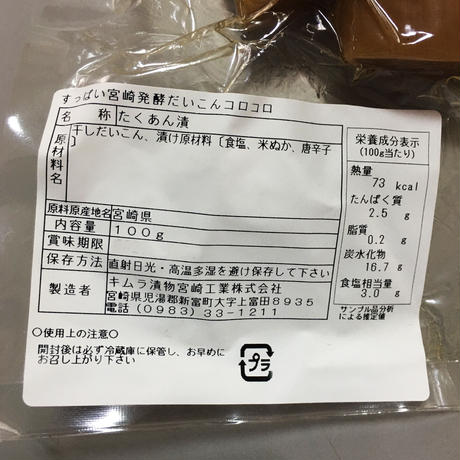 すっぱい宮崎発酵だいこんコロコロ
名 称 たくあん漬
原材料名 干しだいこん、漬け原材料〔食塩、米ぬか、唐辛子〕
原料原産地名 宮崎県
内容量 100g
賞味期限
保存方法 直射日光・高温多湿を避け保存して下さい
製造者 キムラ漬物宮崎工業株式会社
宮崎県児湯郡新富町大字上富田8935
電話(0983)33-1211
栄養成分表示
(100g当たり)
熱量
73 kcal
たんぱく質
2.5 g
脂質
0.2 g
炭水化物
16.7 g
食塩相当量
3.0 g
サンプル品分析
による推定値
○使用上の注意○
開封後は必ず冷蔵庫に保管し、お早めに
お召し上がり下さい
プラ